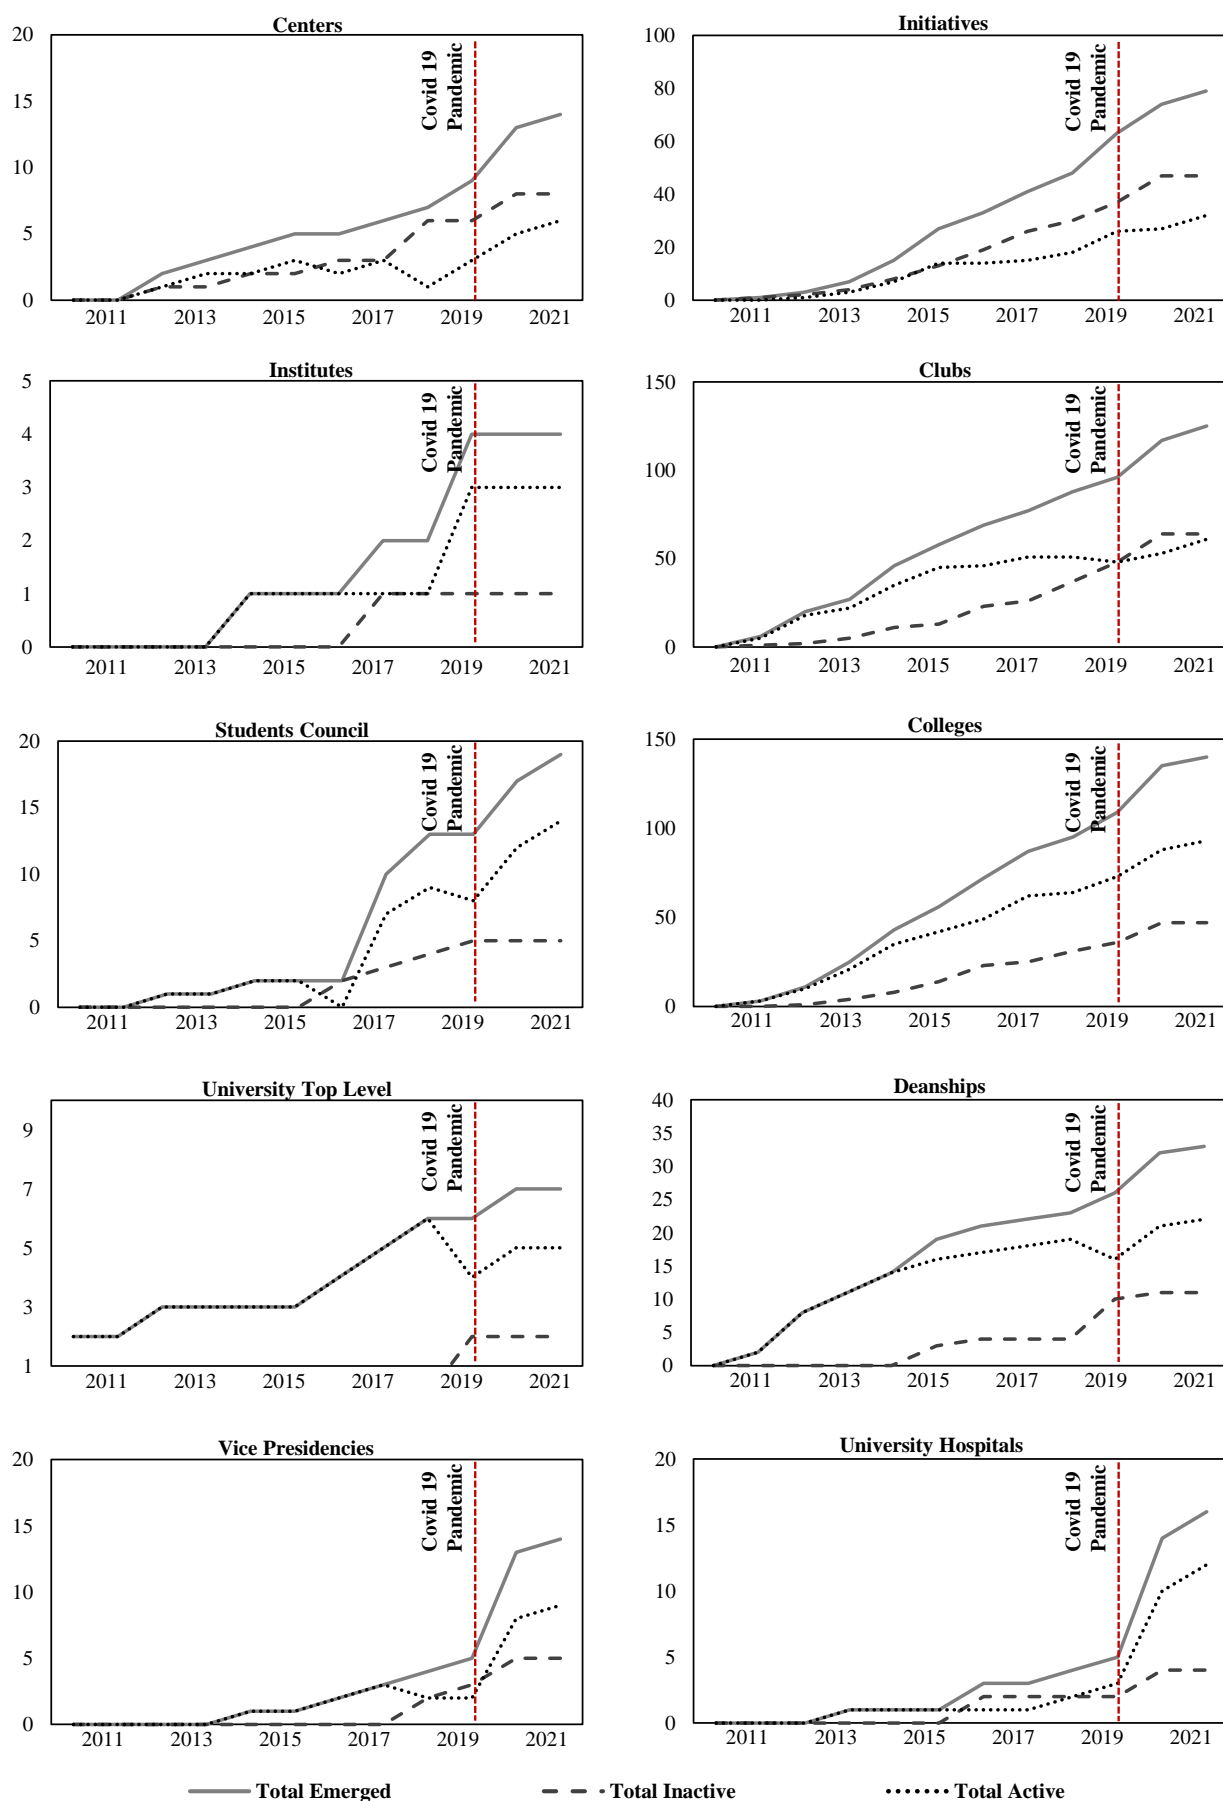 Centers
20
15
10
5
0
Covid 19
Pandemic
2011 2013 2015 2017 2019 2021
Initiatives
100
80
60
40
20
0
Covid 19
Pandemic
2011 2013 2015 2017 2019 2021
Institutes
5
4
3
2
1
0
Covid 19
Pandemic
2011 2013 2015 2017 2019 2021
Clubs
150
100
50
0
Covid 19
Pandemic
2011 2013 2015 2017 2019 2021
Students Council
20
15
10
5
0
Covid 19
Pandemic
2011 2013 2015 2017 2019 2021
Colleges
150
100
50
0
Covid 19
Pandemic
2011 2013 2015 2017 2019 2021
University Top Level
9
7
5
3
1
Covid 19
Pandemic
2011 2013 2015 2017 2019 2021
Deanships
40
35
30
25
20
15
10
5
0
Covid 19
Pandemic
2011 2013 2015 2017 2019 2021
Vice Presidencies
20
15
10
5
0
Covid 19
Pandemic
2011 2013 2015 2017 2019 2021
University Hospitals
20
15
10
5
0
Covid 19
Pandemic
2011 2013 2015 2017 2019 2021
Total Emerged Total Inactive Total Active